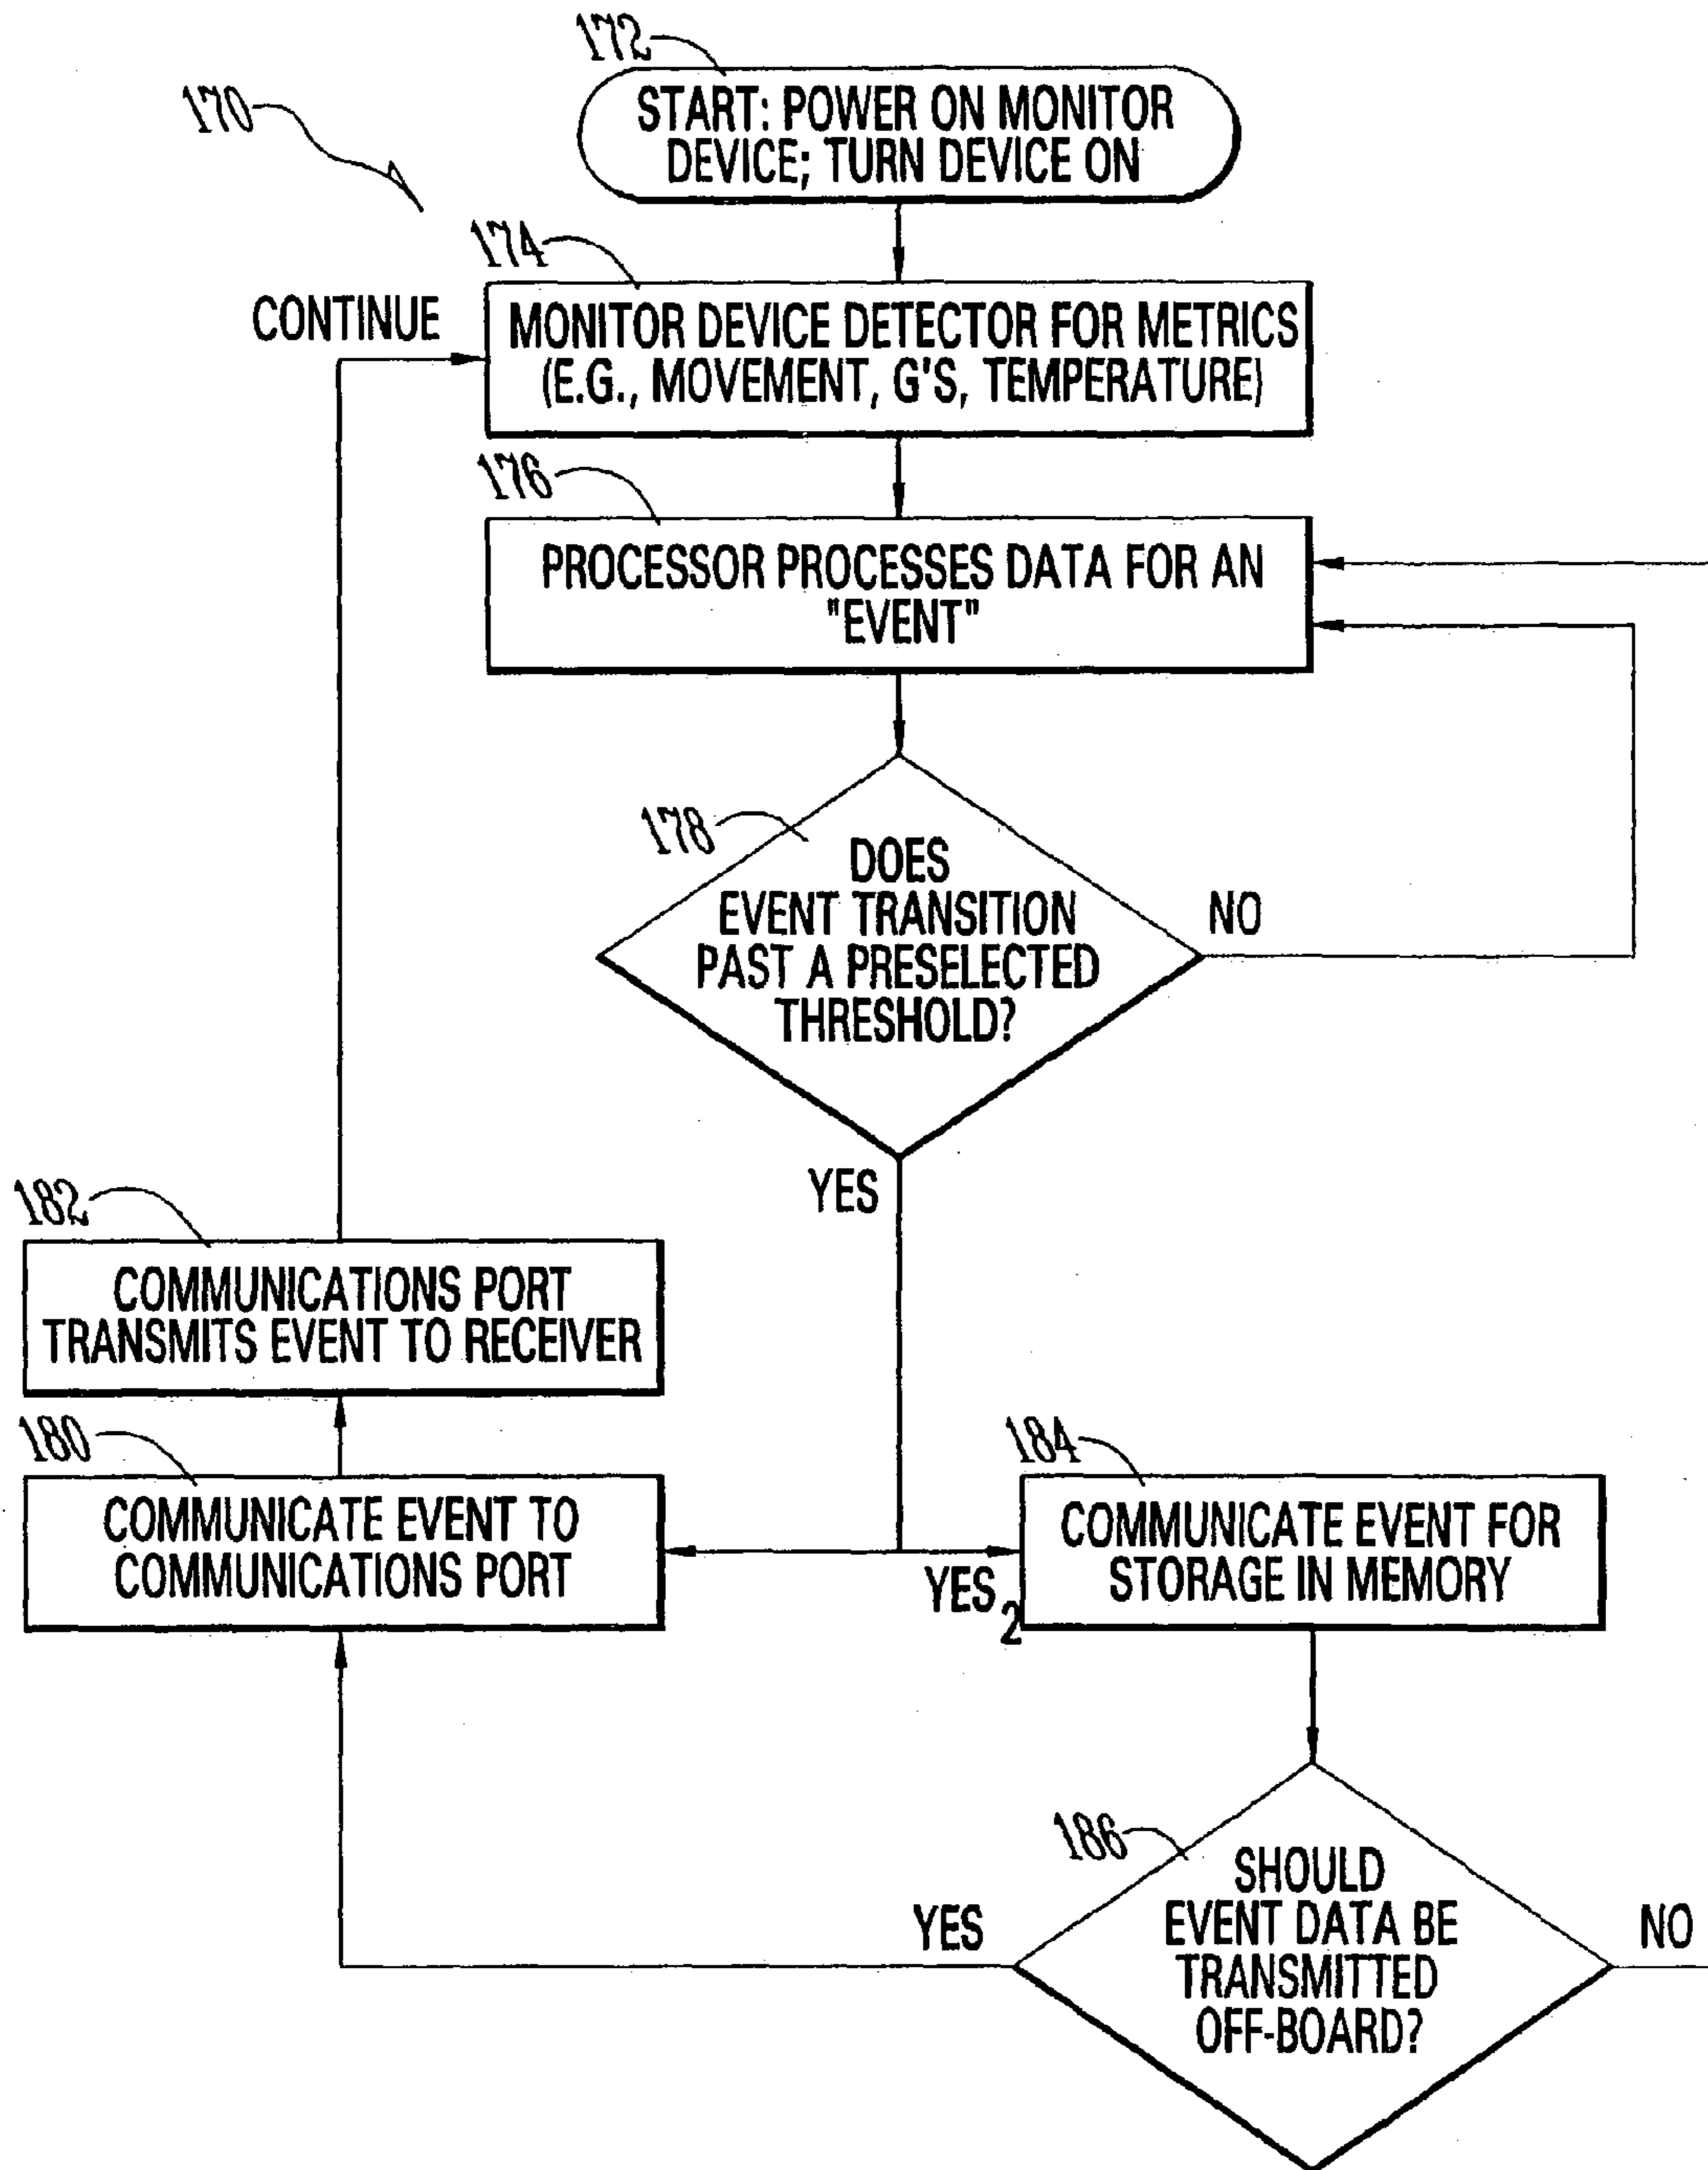 172
170
START: POWER ON MONITOR
DEVICE; TURN DEVICE ON
174
CONTINUE
MONITOR DEVICE DETECTOR FOR METRICS
(E.G., MOVEMENT, G'S, TEMPERATURE)
176
PROCESSOR PROCESSES DATA FOR AN
"EVENT"
178
DOES
EVENT TRANSITION
PAST A PRESELECTED
THRESHOLD?
NO
YES
182
COMMUNICATIONS PORT
TRANSMITS EVENT TO RECEIVER
180
COMMUNICATE EVENT TO
COMMUNICATIONS PORT
184
YES2
COMMUNICATE EVENT FOR
STORAGE IN MEMORY
186
YES
SHOULD
EVENT DATA BE
TRANSMITTED
OFF-BOARD?
NO